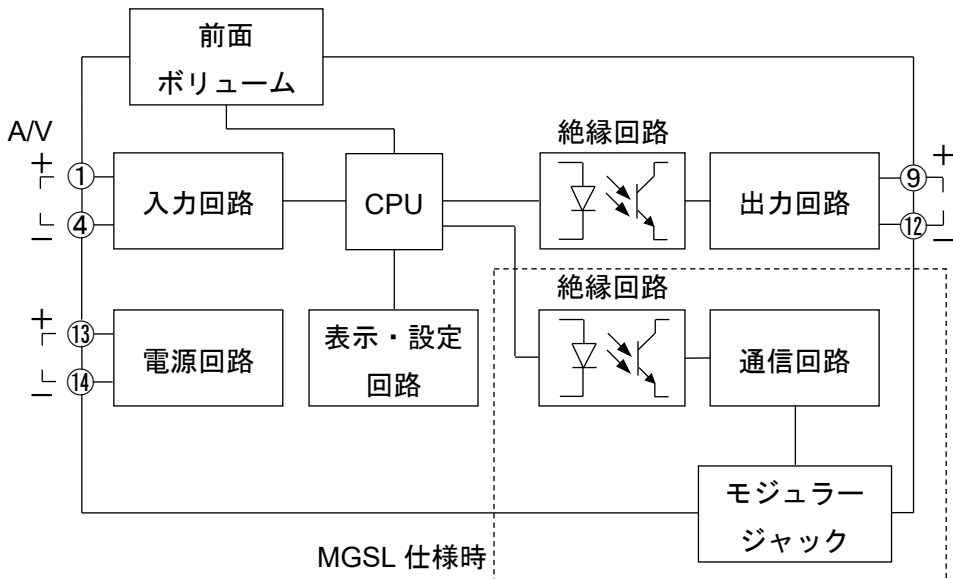 前面
ボリューム
A/V
絶縁回路
+
①
入力回路
CPU
出力回路
⑨
+
④
−
⑫
−
絶縁回路
+
⑬
電源回路
表示・設定
回路
通信回路
⑭
−
モジュラー
ジャック
MGSL 仕様時